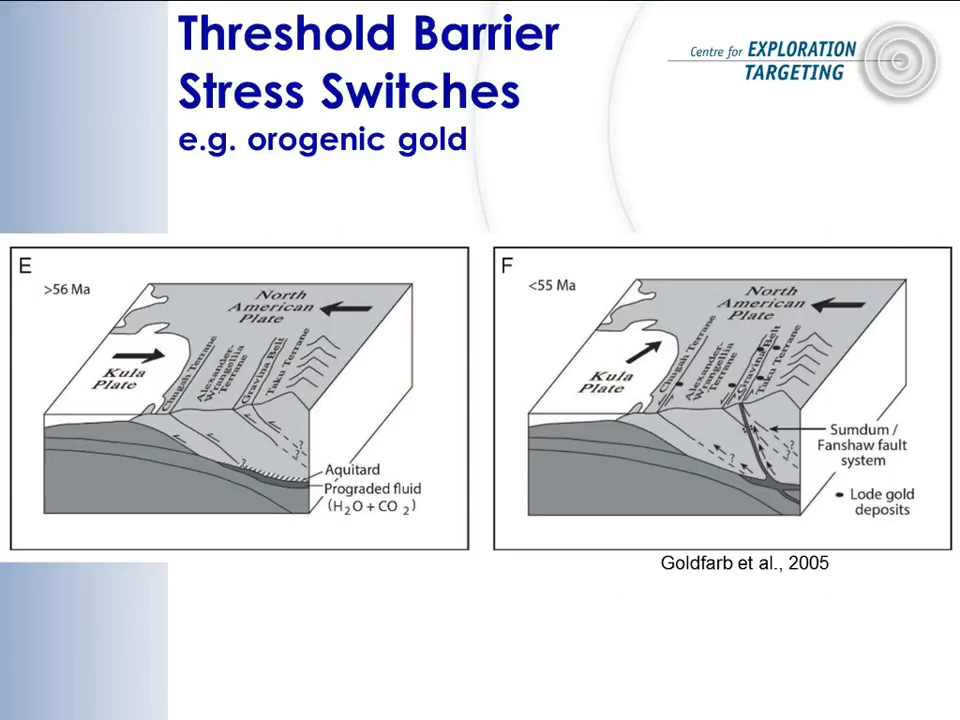 Threshold Barrier
Stress Switches
e.g. orogenic gold
Centre for EXPLORATION
TARGETING
E
>56 Ma
North
American
Plate
Kula
Plate
Chugah Terrane
Alexander-
Wrangellia
Terrane
Gravina Belt
Taku Terrane
?
Aquitard
Prograded fluid
(H₂O + CO₂)
F
<55 Ma
North
American
Plate
Kula
Plate
Chugah Terrane
Alexander-
Wrangellia
Terrane
Gravina Belt
Taku Terrane
?
?
Sumdum /
Fanshaw fault
system
Lode gold
deposits
Goldfarb et al., 2005